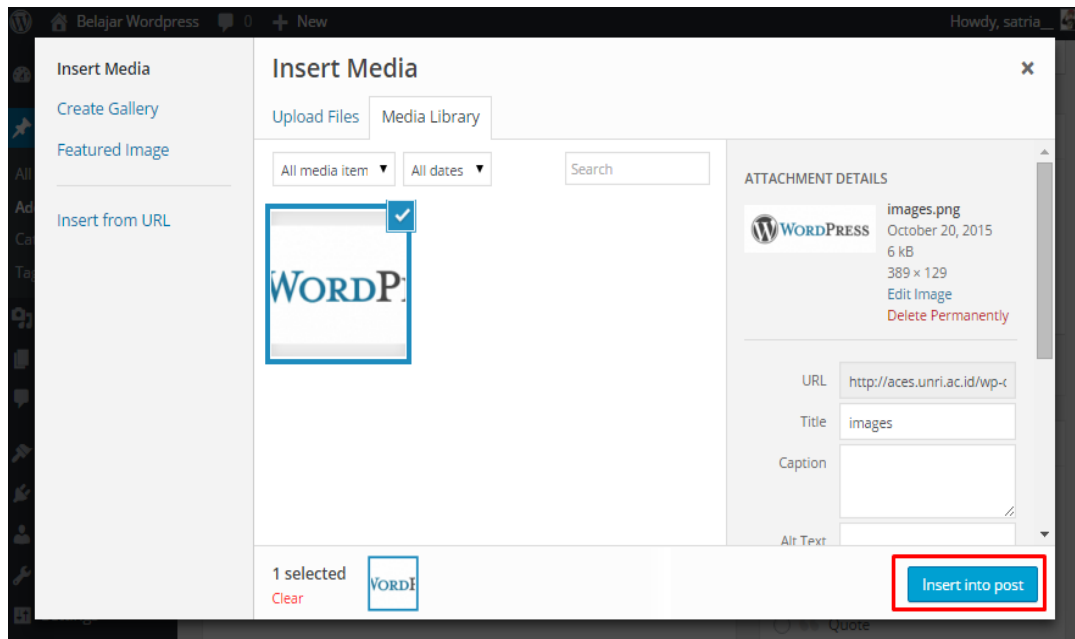 Belajar Wordpress 0 + New Howdy, satria__
Insert Media
Create Gallery
Featured Image
Insert from URL
Insert Media
Upload Files Media Library
All media item All dates Search
WORDP
ATTACHMENT DETAILS
WORDPRESS
images.png
October 20, 2015
6 kB
389 × 129
Edit Image
Delete Permanently
URL http://aces.unri.ac.id/wp-c
Title images
Caption
Alt Text
1 selected
Clear
WORDP
Insert into post
All
Quote